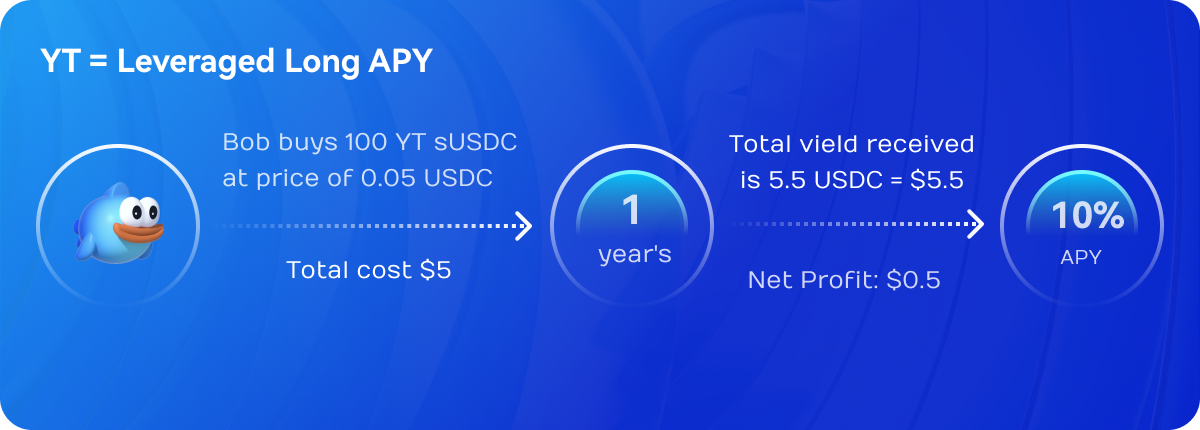 YT = Leveraged Long APY
Bob buys 100 YT sUSDC
at price of 0.05 USDC
Total cost $5
1
year's
Total vield received
is 5.5 USDC = $5.5
Net Profit: $0.5
10%
APY